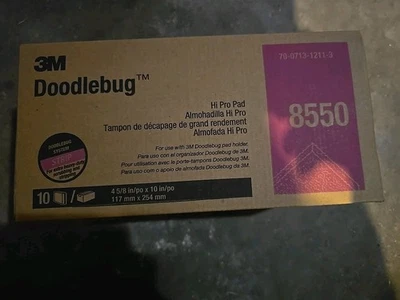 3M
Doodlebug™
Hi Pro Pad
Almohadilla Hi Pro
Tampon de décapage de grand rendement
Almofada Hi Pro
For use with 3M Doodlebug pad holder.
Para uso con el organizador Doodlebug de 3M.
Pour utilisation avec le porte-tampons Doodlebug de 3M.
Para uso com o apoio de almofada Doodlebug de 3M.
DOODLEBUG
SYSTEM
10 /
4 5/8 in/po x 10 in/po
117 mm x 254 mm
8550